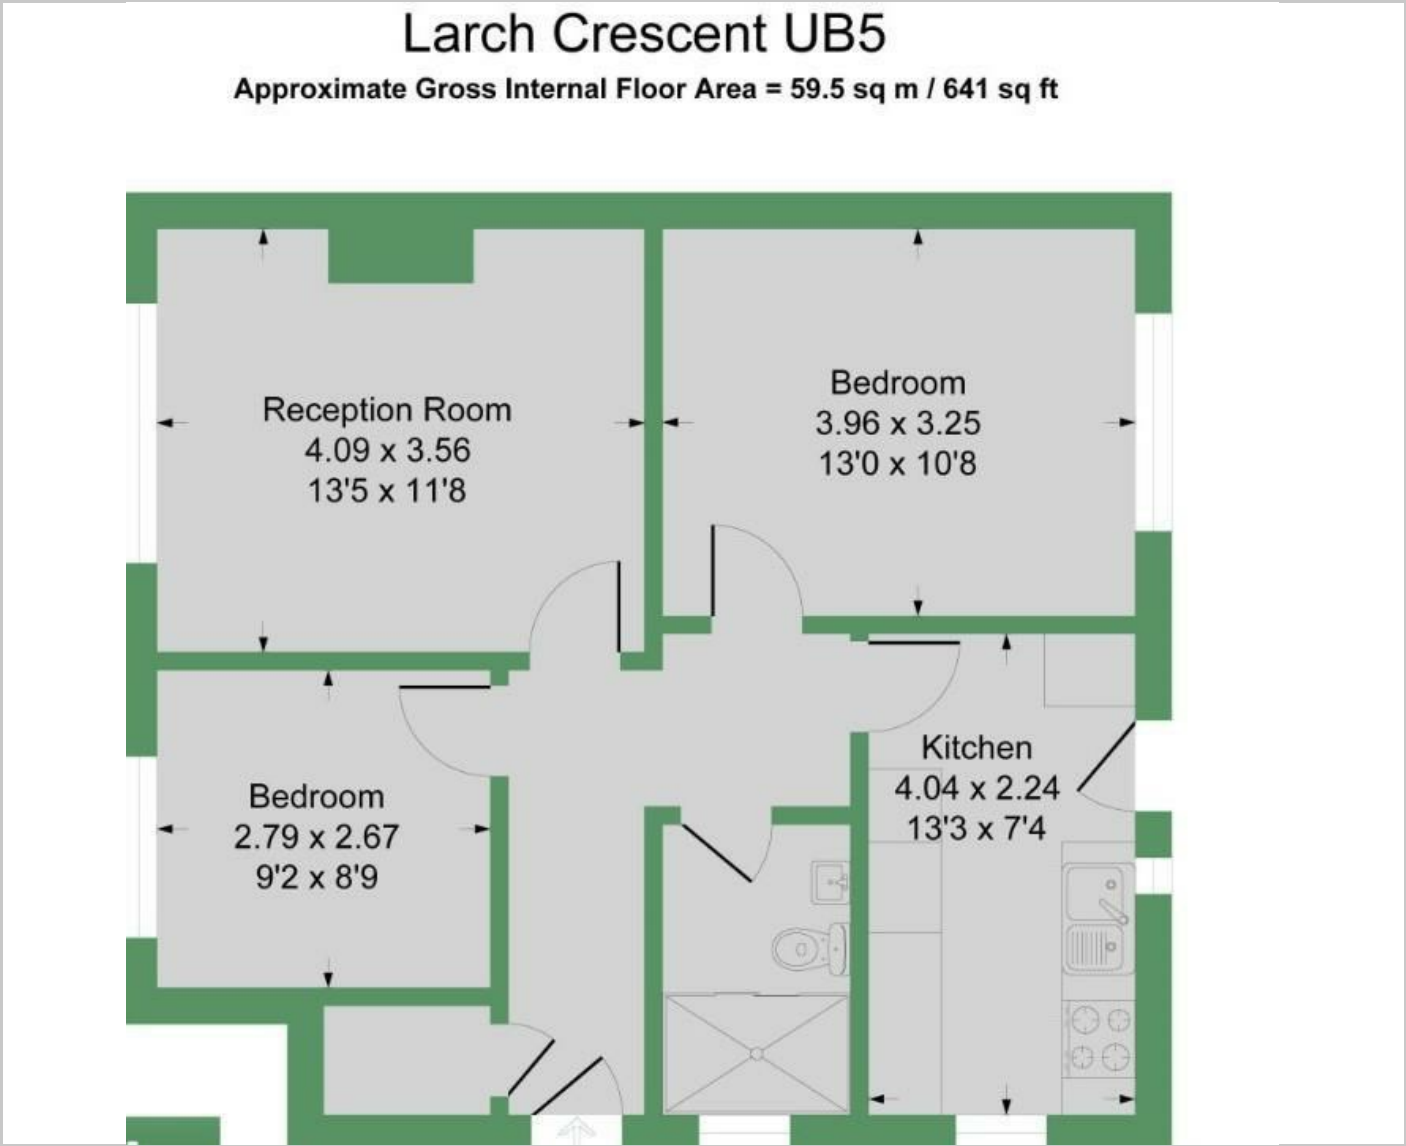 Larch Crescent UB5
Approximate Gross Internal Floor Area = 59.5 sq m / 641 sq ft
Reception Room
4.09 x 3.56
13'5 x 11'8
Bedroom
3.96 x 3.25
13'0 x 10'8
Bedroom
2.79 x 2.67
9'2 x 8'9
Kitchen
4.04 x 2.24
13'3 x 7'4